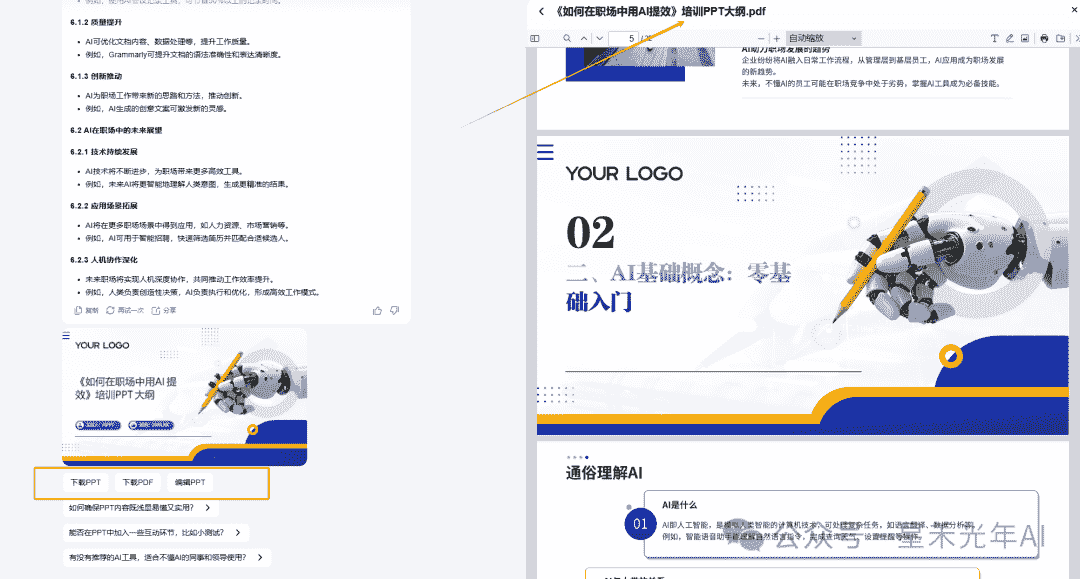 6.1.2 质量提升
AI可优化文档内容、数据处理等，提升工作质量。
例如，Grammarly可提升文档的语法准确性和表达清晰度。
6.1.3 创新推动
AI为职场工作带来新的思路和方法，推动创新。
例如，AI生成的创意文案可激发新的灵感。
6.2 AI在职场中的未来展望
6.2.1 技术持续发展
AI技术将不断进步，为职场带来更多高效工具。
例如，未来AI将更智能地理解人类意图，生成更精准的结果。
6.2.2 应用场景拓展
AI将在更多职场场景中得到应用，如人力资源、市场营销等。
例如，AI可用于智能招聘，快速筛选简历并匹配合适候选人。
6.2.3 人机协作深化
未来职场将实现人机深度协作，共同推动工作效率提升。
例如，人类负责创造性决策，AI负责执行和优化，形成高效工作模式。
复制 再试一次 分享
YOUR LOGO
《如何在职场中用AI提
效》培训PPT大纲
下载PPT 下载PDF 编辑PPT
如何确保PPT内容既浅显易懂又实用？
能否在PPT中加入一些互动环节，比如小测试？
有没有推荐的AI工具，适合不懂AI的同事和领导使用？
《如何在职场中用AI提效》培训PPT大纲.pdf
5
自动缩放
AI助力职场发展的趋势
企业纷纷将AI融入日常工作流程，从管理层到基层员工，AI应用成为职场发展
的新趋势。
未来，不懂AI的员工可能在职场竞争中处于劣势，掌握AI工具成为必备技能。
YOUR LOGO
02
二、AI基础概念：零基
础入门
通俗理解AI
01
AI是什么
AI即人工智能，是模拟人类智能的计算机技术，可处理复杂任务，如语言翻译、数据分析等。
例如，智能语音助手能理解自然语言指令，完成查询天气、设置提醒等操作。
公众号 量未光年AI